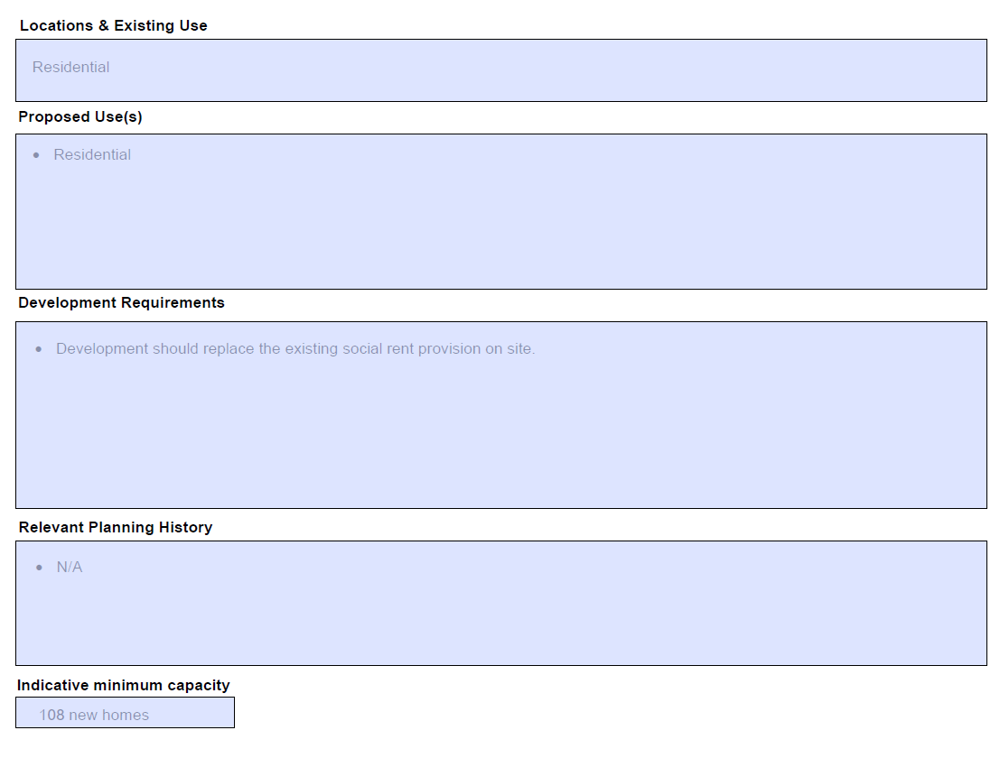 Locations & Existing Use
Residential
Proposed Use(s)
• Residential
Development Requirements
• Development should replace the existing social rent provision on site.
Relevant Planning History
• N/A
Indicative minimum capacity
108 new homes